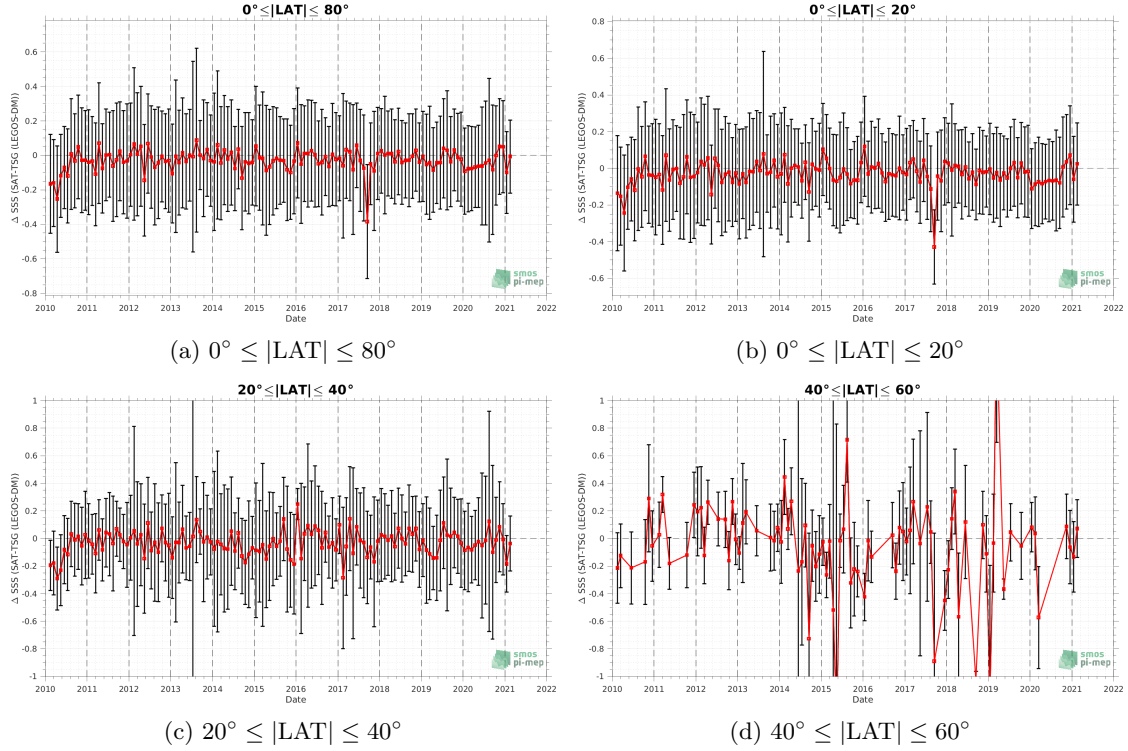 0°≤|LAT|≤ 80°
Δ SSS (SAT-TSG (LEGOS-DM))
0.6
0.4
0.2
0
-0.2
-0.4
-0.6
-0.8
2010 2011 2012 2013 2014 2015 2016 2017 2018 2019 2020 2021 2022
Date
smos
pi-mep
(a) 0° ≤ |LAT| ≤ 80°
0°≤|LAT|≤ 20°
Δ SSS (SAT-TSG (LEGOS-DM))
0.8
0.6
0.4
0.2
0
-0.2
-0.4
-0.6
2010 2011 2012 2013 2014 2015 2016 2017 2018 2019 2020 2021 2022
Date
smos
pi-mep
(b) 0° ≤ |LAT| ≤ 20°
20°≤|LAT|≤ 40°
Δ SSS (SAT-TSG (LEGOS-DM))
1
0.8
0.6
0.4
0.2
0
-0.2
-0.4
-0.6
-0.8
-1
2010 2011 2012 2013 2014 2015 2016 2017 2018 2019 2020 2021 2022
Date
smos
pi-mep
(c) 20° ≤ |LAT| ≤ 40°
40°≤|LAT|≤ 60°
Δ SSS (SAT-TSG (LEGOS-DM))
1
0.8
0.6
0.4
0.2
0
-0.2
-0.4
-0.6
-0.8
-1
2010 2011 2012 2013 2014 2015 2016 2017 2018 2019 2020 2021 2022
Date
smos
pi-mep
(d) 40° ≤ |LAT| ≤ 60°